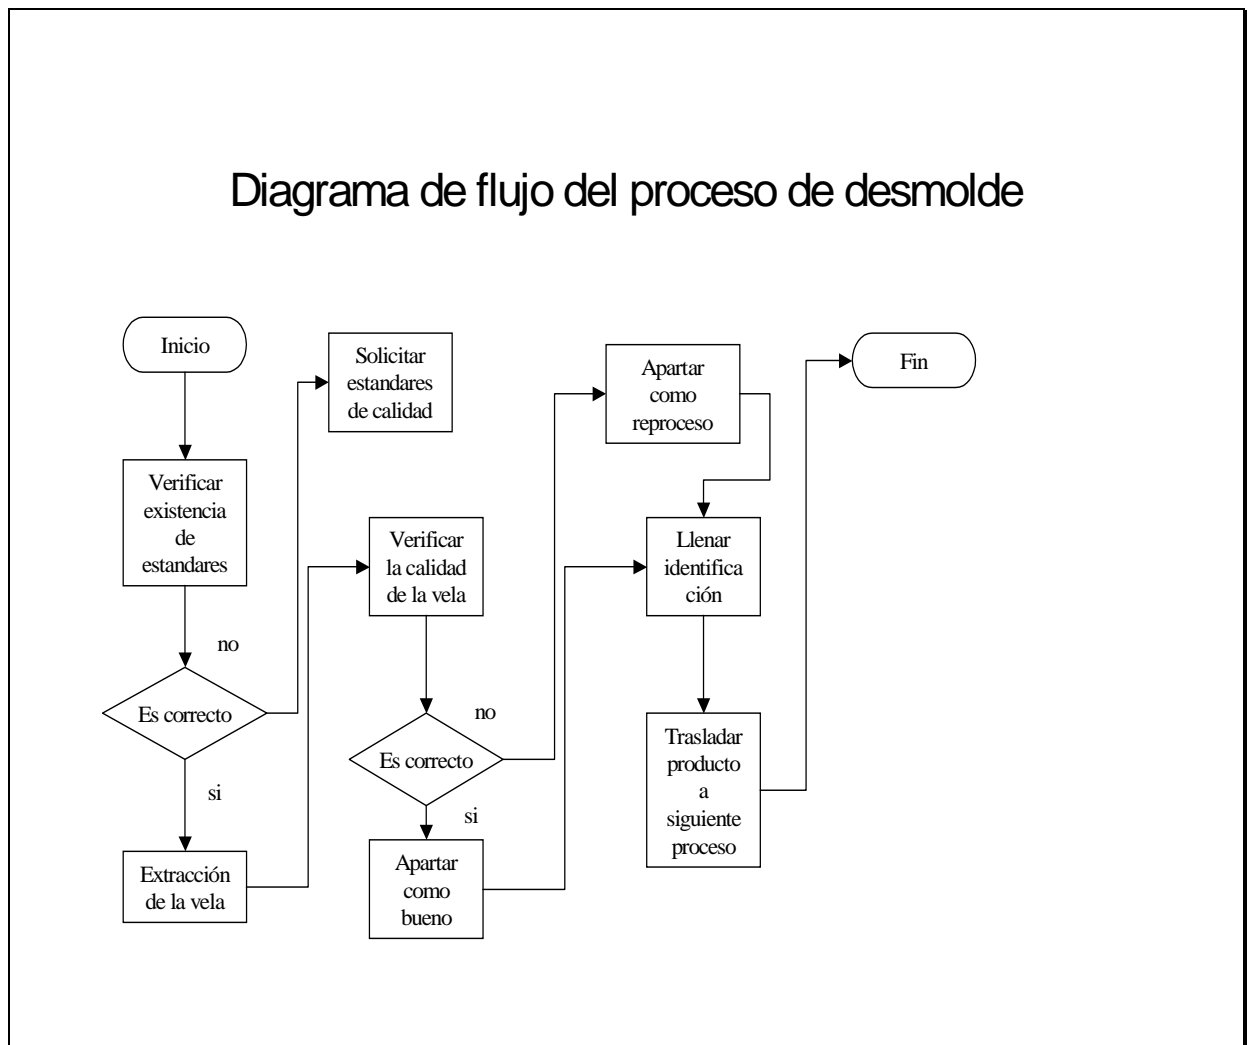 Diagrama de flujo del proceso de desmolde
Inicio
Verificar
existencia
de
estandares
no
Es correcto
si
Extracción
de la vela
Solicitar
estandares
de calidad
Verificar
la calidad
de la vela
no
Es correcto
si
Apartar
como
bueno
Apartar
como
reproceso
Llenar
identifica
ción
Trasladar
producto
a
siguiente
proceso
Fin